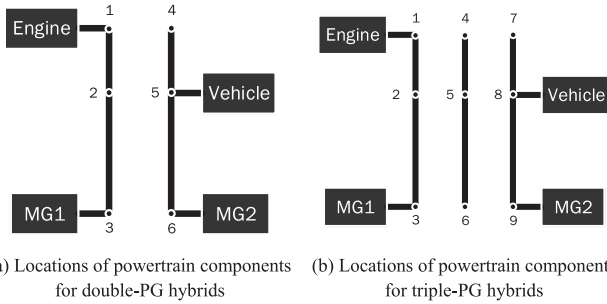 1 4
Engine
2 5 Vehicle
MG1 MG2
3 6
) Locations of powertrain components
for double-PG hybrids
1 4 7
Engine
2 5 8 Vehicle
MG1 MG2
3 6 9
(b) Locations of powertrain component
for triple-PG hybrids